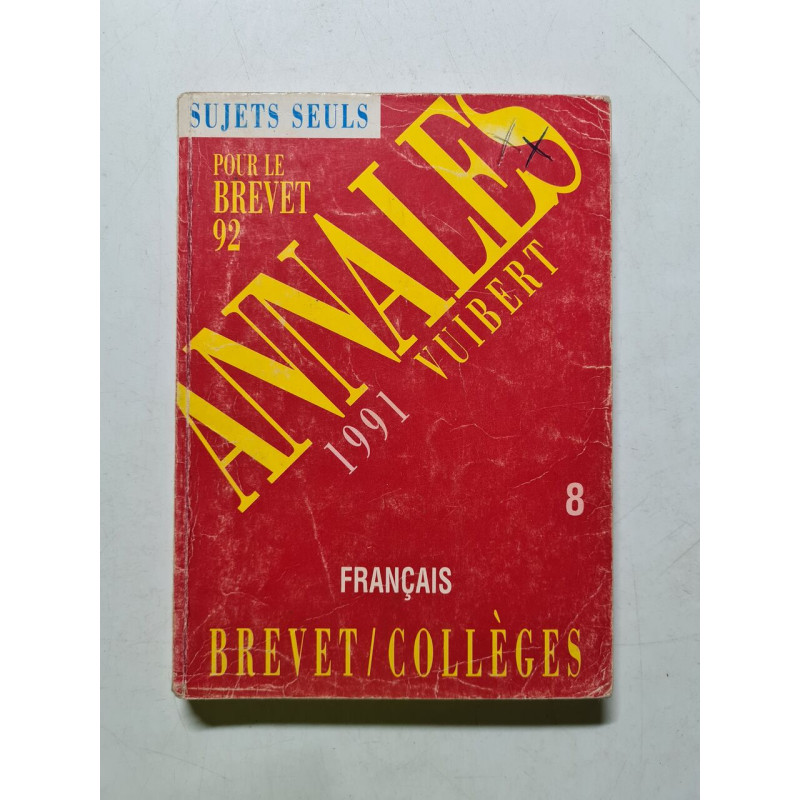 SUJETS SEULS
POUR LE
BREVET
92
ANNALES
1991 VUIBERT
8
FRANÇAIS
BREVET/COLLÈGES